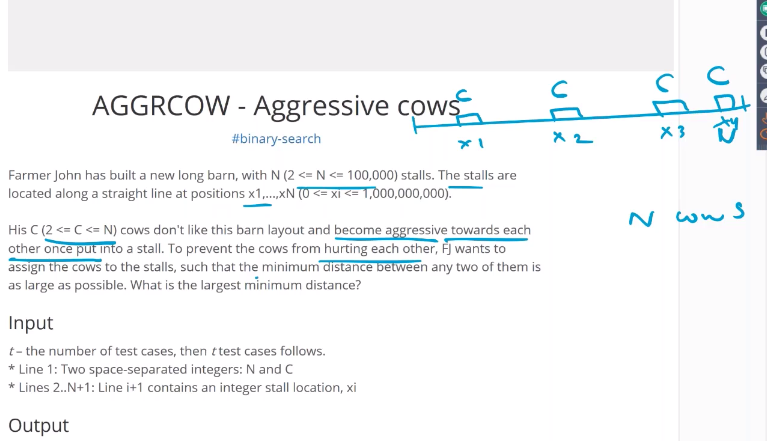 C C C C
AGGRCOW - Aggressive cows
x1 x2 x3 x4
N
#binary-search
Farmer John has built a new long barn, with N (2 <= N <= 100,000) stalls. The stalls are
located along a straight line at positions x1,...,xN (0 <= xi <= 1,000,000,000).
N cows
His C (2 <= C <= N) cows don't like this barn layout and become aggressive towards each
other once put into a stall. To prevent the cows from hurting each other, FJ wants to
assign the cows to the stalls, such that the minimum distance between any two of them is
as large as possible. What is the largest minimum distance?
Input
t – the number of test cases, then t test cases follows.
* Line 1: Two space-separated integers: N and C
* Lines 2..N+1: Line i+1 contains an integer stall location, xi
Output